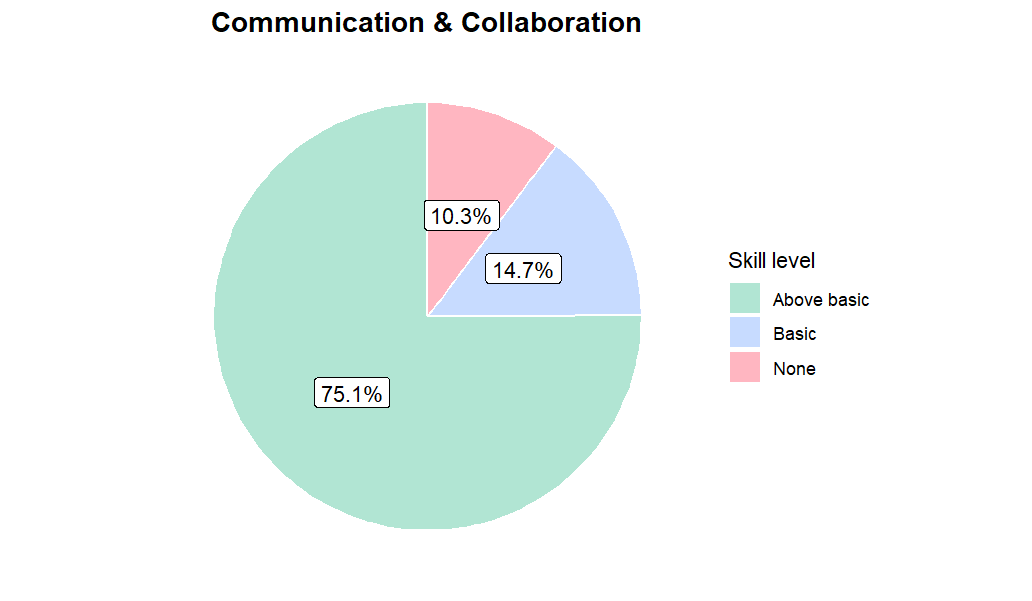 Communication & Collaboration
10.3%
14.7%
75.1%
Skill level
Above basic
Basic
None